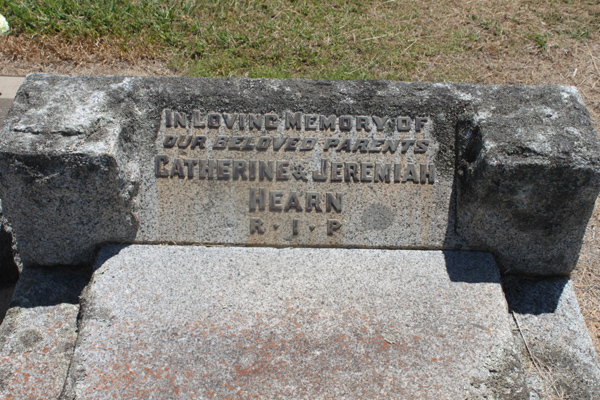 IN LOVING MEMORY OF
OUR BELOVED PARENTS
CATHERINE & JEREMIAH
HEARN
R·I·P